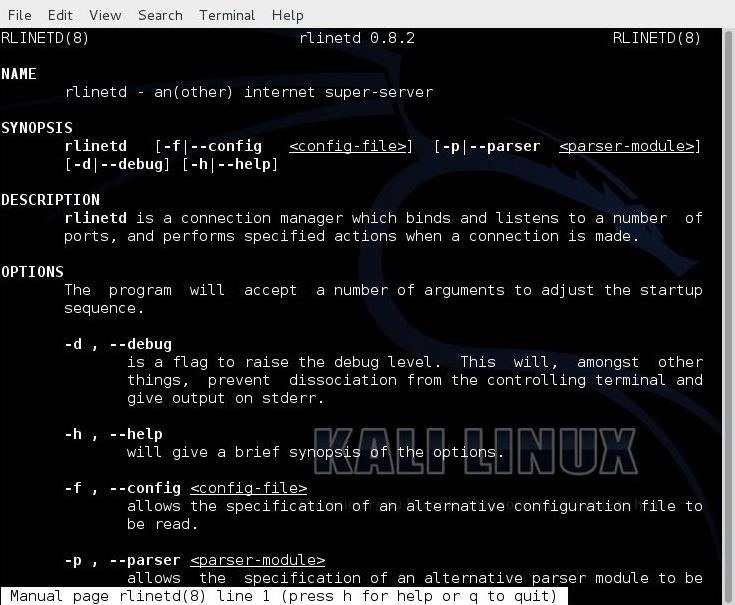 File Edit View Search Terminal Help
RLINETD(8) rlinetd 0.8.2 RLINETD(8)
NAME
rlinetd - an(other) internet super-server
SYNOPSIS
rlinetd [-f|--config <config-file>] [-p|--parser <parser-module>]
[-d|--debug] [-h|--help]
DESCRIPTION
rlinetd is a connection manager which binds and listens to a number of
ports, and performs specified actions when a connection is made.
OPTIONS
The program will accept a number of arguments to adjust the startup
sequence.
-d , --debug
is a flag to raise the debug level. This will, amongst other
things, prevent dissociation from the controlling terminal and
give output on stderr.
-h , --help
will give a brief synopsis of the options.
KALI LINUX
-f , --config <config-file>
allows the specification of an alternative configuration file to
be read.
-p , --parser <parser-module>
allows the specification of an alternative parser module to be
Manual page rlinetd(8) line 1 (press h for help or q to quit)